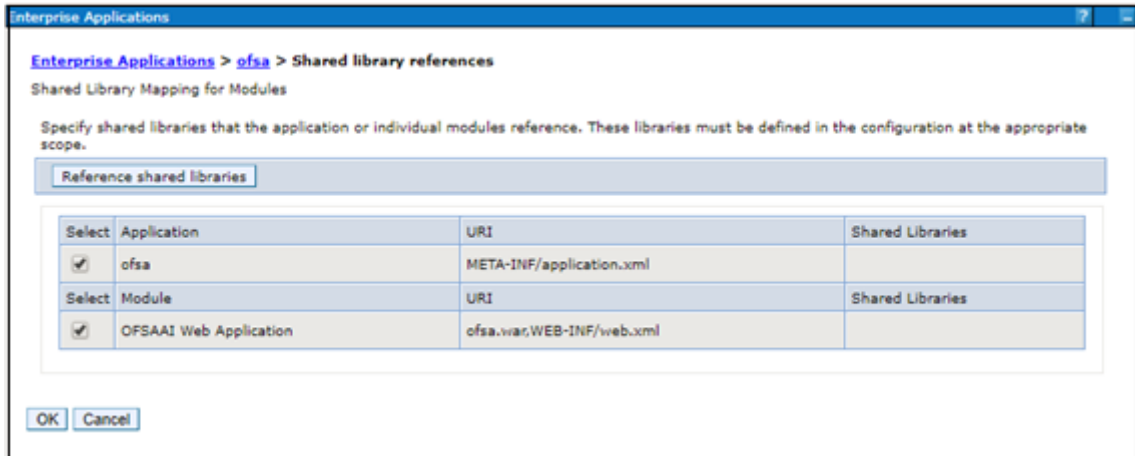 Enterprise Applications ?
Enterprise Applications > ofsa > Shared library references
Shared Library Mapping for Modules
Specify shared libraries that the application or individual modules reference. These libraries must be defined in the configuration at the appropriate
scope.
Reference shared libraries
Select Application URI Shared Libraries
ofsa META-INF/application.xml
Select Module URI Shared Libraries
OFSAAI Web Application ofsa.war,WEB-INF/web.xml
OK Cancel